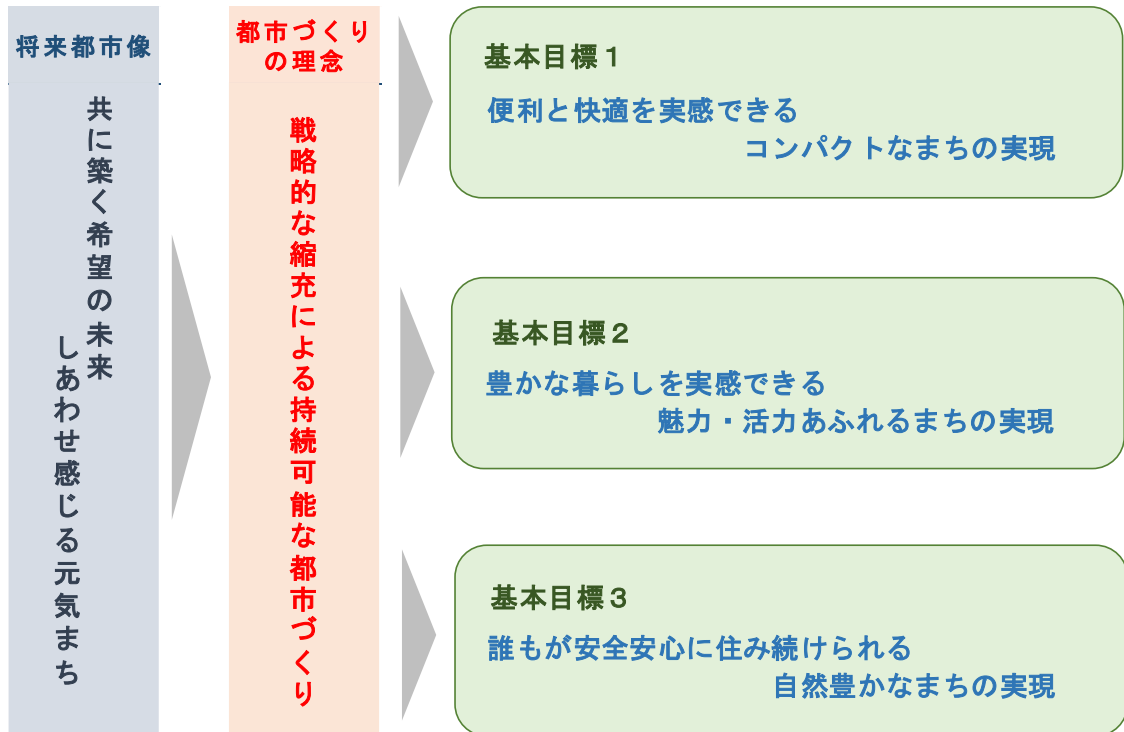 将来都市像
共に築く希望の未来
しあわせ感じる元気まち
都市づくり
の理念
戦略的な縮充による持続可能な都市づくり
基本目標１
便利と快適を実感できる
コンパクトなまちの実現
基本目標２
豊かな暮らしを実感できる
魅力・活力あふれるまちの実現
基本目標３
誰もが安全安心に住み続けられる
自然豊かなまちの実現